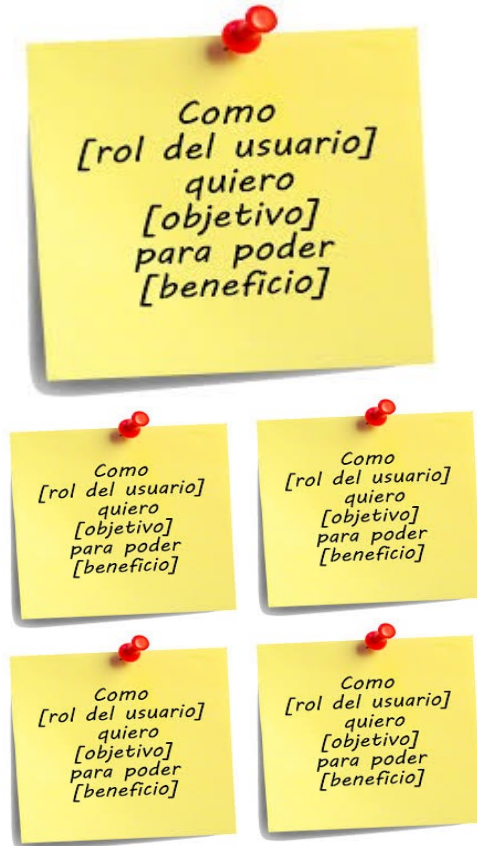 Como
[rol del usuario]
quiero
[objetivo]
para poder
[beneficio]
Como
[rol del usuario]
quiero
[objetivo]
para poder
[beneficio]
Como
[rol del usuario]
quiero
[objetivo]
para poder
[beneficio]
Como
[rol del usuario]
quiero
[objetivo]
para poder
[beneficio]
Como
[rol del usuario]
quiero
[objetivo]
para poder
[beneficio]